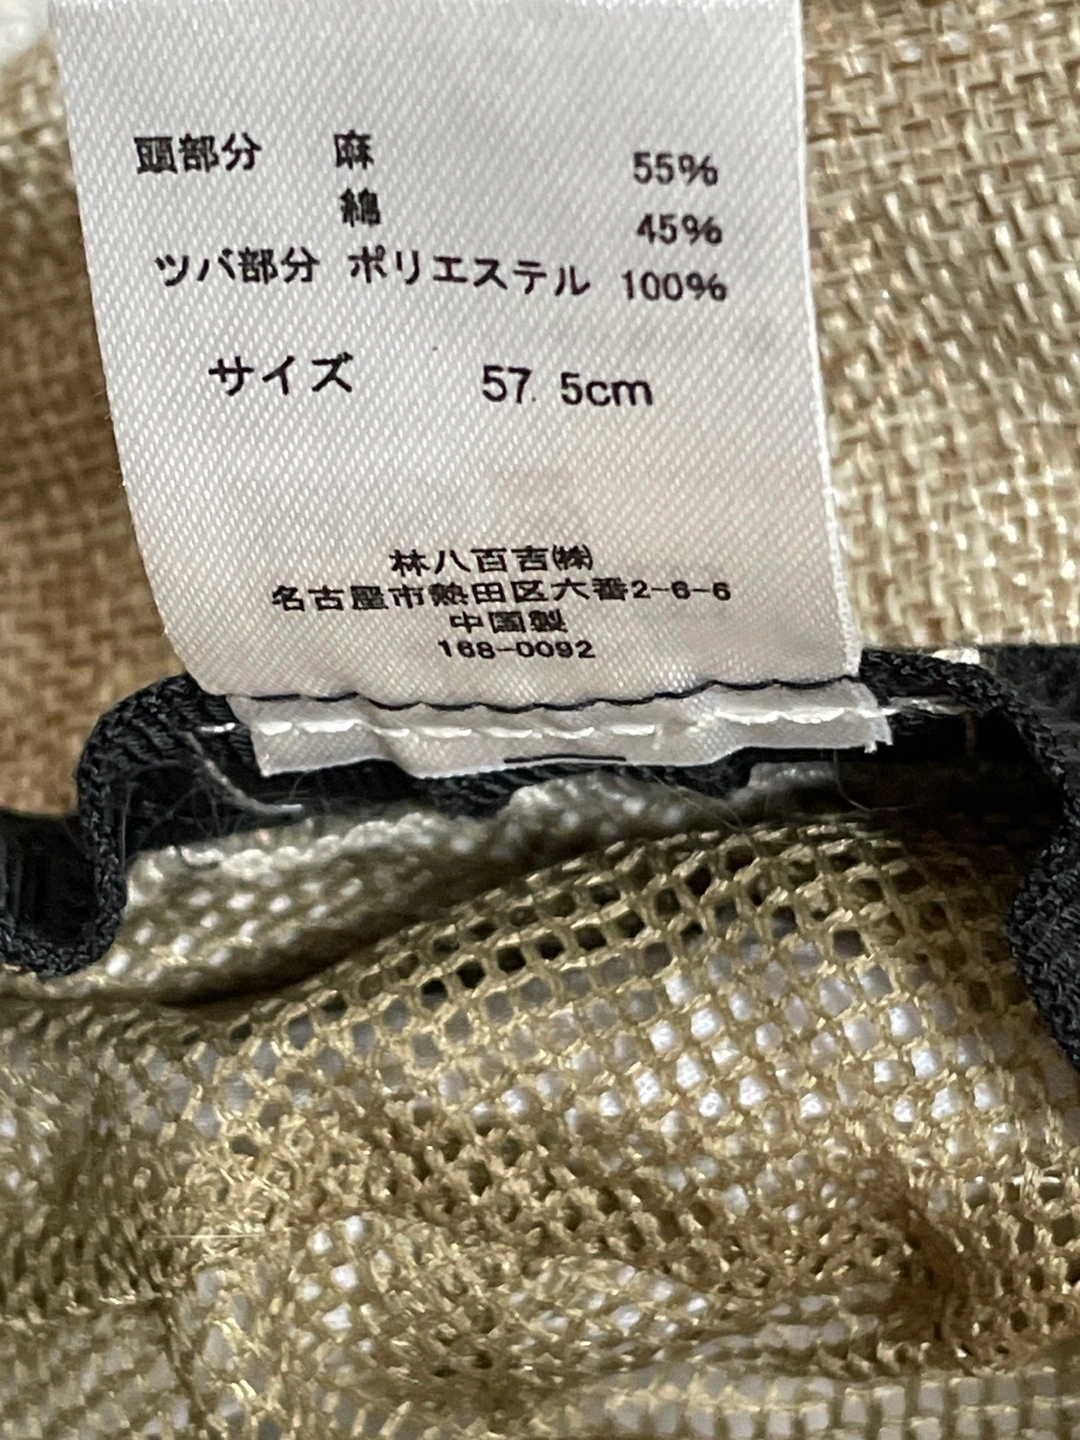 頭部分 麻 55%
綿 45%
ツバ部分 ポリエステル 100%
サイズ 57.5cm
林八百吉㈱
名古屋市熱田区六番2-6-6
中国製
168-0092